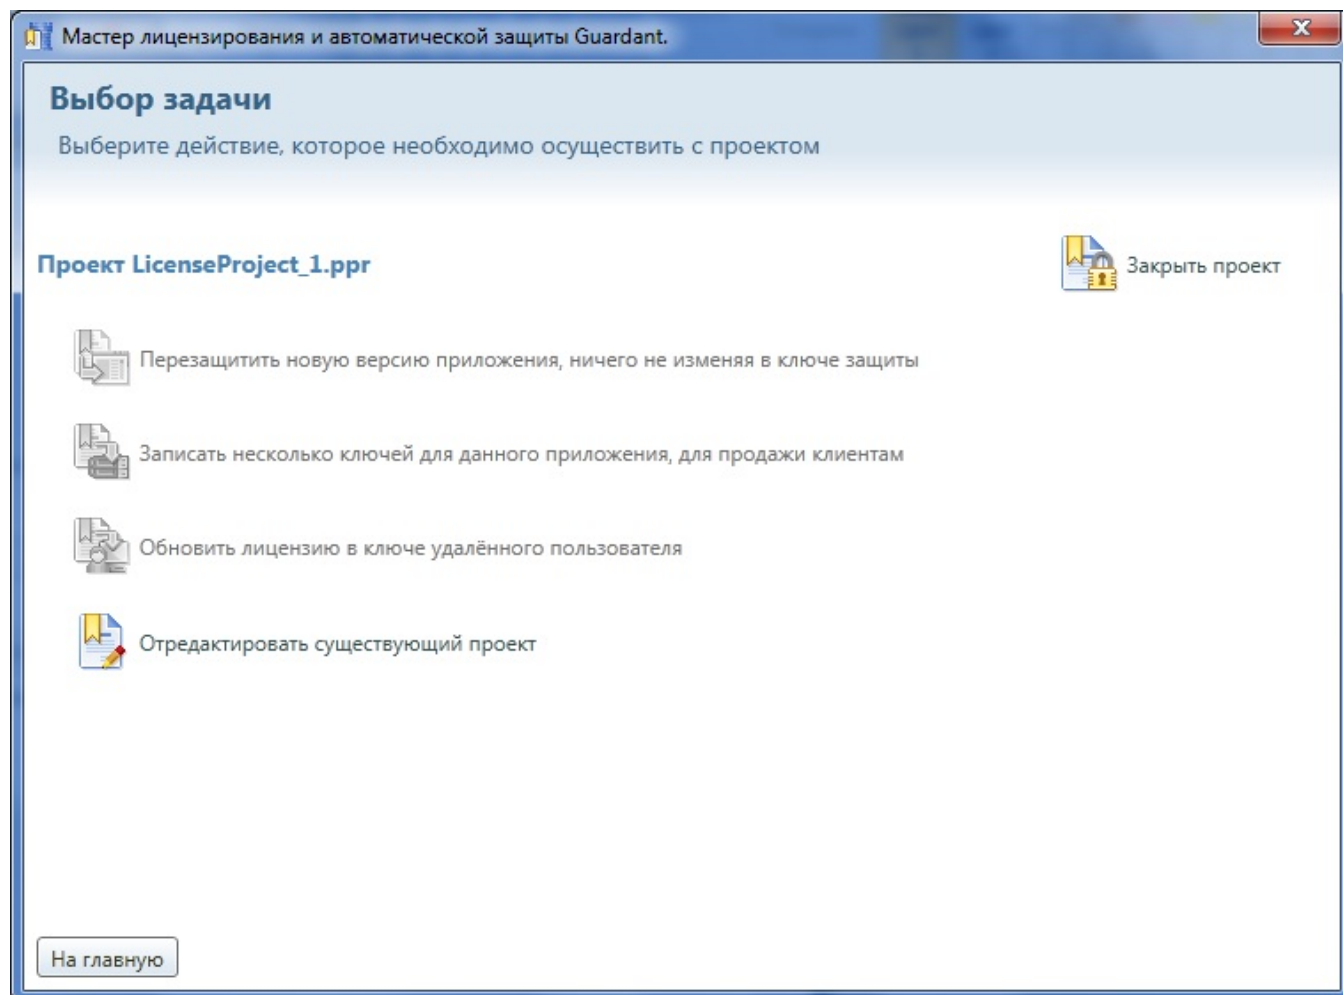 Мастер лицензирования и автоматической защиты Guardant.
Выбор задачи
Выберите действие, которое необходимо осуществить с проектом
Проект LicenseProject_1.ppr
Закрыть проект
Перезащитить новую версию приложения, ничего не изменяя в ключе защиты
Записать несколько ключей для данного приложения, для продажи клиентам
Обновить лицензию в ключе удалённого пользователя
Отредактировать существующий проект
На главную